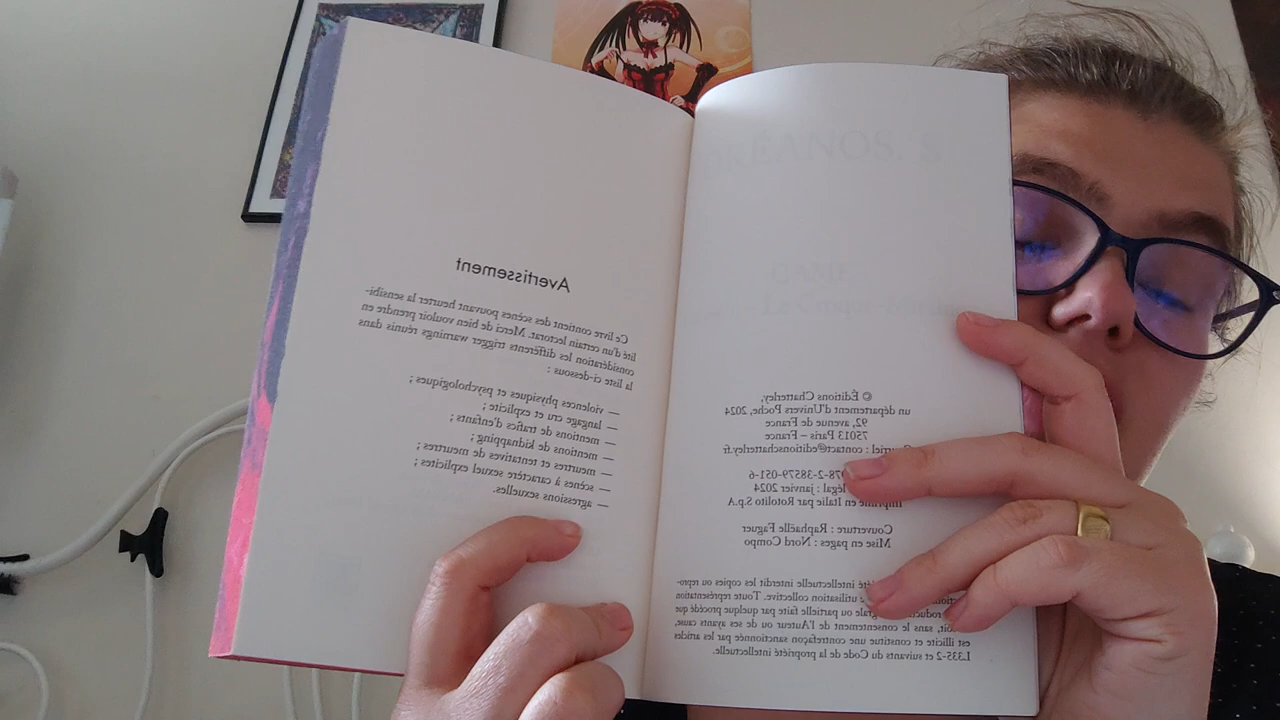 © Éditions Chatterley,
un département d'Univers Poche, 2024
92, avenue de France
75013 Paris – France
Courriel : contact@editionschatterley.fr
978-2-38579-051-6
légal : janvier 2024
Imprimé en Italie par Rotolito S.p.A.
Couverture : Raphaëlle Faguer
Mise en pages : Nord Compo
intellectuelle interdit les copies ou repro-
utilisation collective. Toute représentation
ou partielle faite par quelque procédé que
soit, sans le consentement de l'Auteur ou de ses ayants cause,
est illicite et constitue une contrefaçon sanctionnée par les articles
L335-2 et suivants du Code de la propriété intellectuelle.
Avertissement
Ce livre contient des scènes pouvant heurter la sensibi-
lité d'un certain lectorat. Merci de bien vouloir prendre en
considération les différents trigger warnings réunis dans
la liste ci-dessous :
— violences physiques et psychologiques ;
— langage cru et explicite ;
— mentions de trafics d'enfants ;
— mentions de kidnapping ;
— meurtres et tentatives de meurtres ;
— scènes à caractère sexuel explicites ;
— agressions sexuelles.